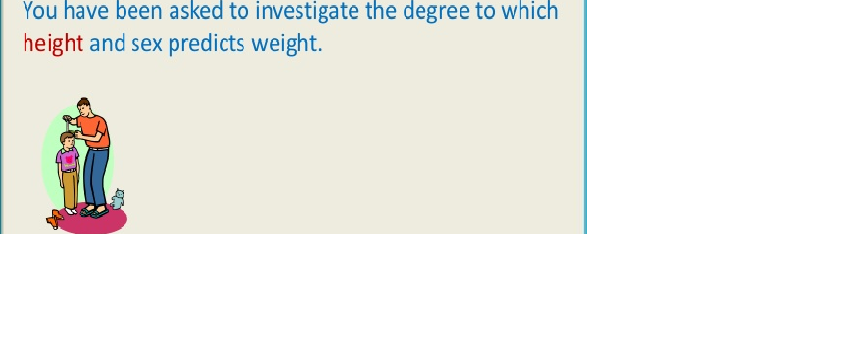 You have been asked to investigate the degree to which
height and sex predicts weight.